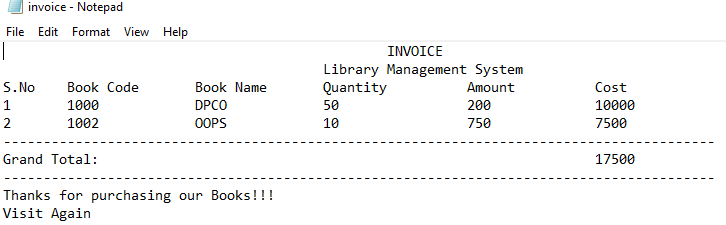 invoice - Notepad
File Edit Format View Help
INVOICE
Library Management System
S.No Book Code Book Name Quantity Amount Cost
1 1000 DPCO 50 200 10000
2 1002 OOPS 10 750 7500
-----------------------------------------------------------------------------------------
Grand Total: 17500
-----------------------------------------------------------------------------------------
Thanks for purchasing our Books!!!
Visit Again